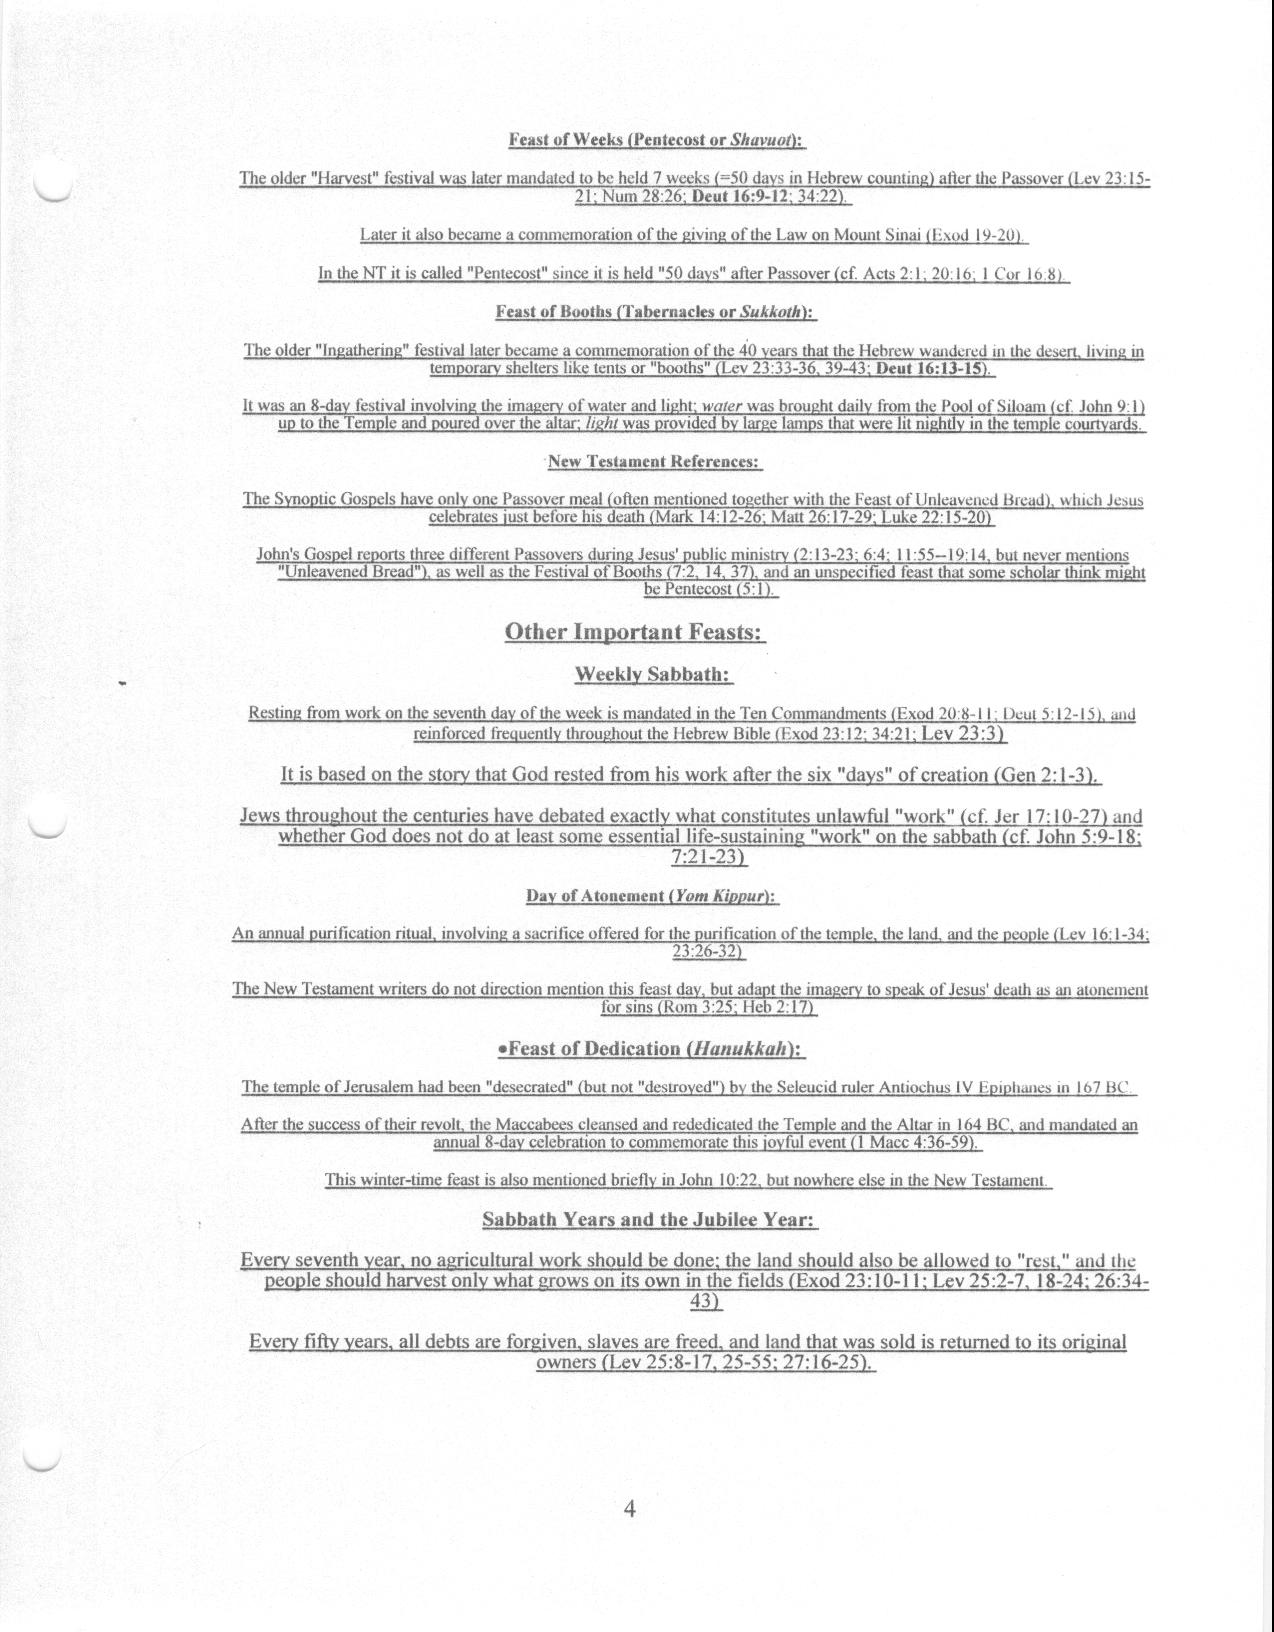 Feast of Weeks (Pentecost or Shavuot):
The older "Harvest" festival was later mandated to be held 7 weeks (=50 days in Hebrew counting) after the Passover (Lev 23:15-
21; Num 28:26; Deut 16:9-12; 34:22).
Later it also became a commemoration of the giving of the Law on Mount Sinai (Exod 19-20).
In the NT it is called "Pentecost" since it is held "50 days" after Passover (cf. Acts 2:1; 20:16; 1 Cor 16:8).
Feast of Booths (Tabernacles or Sukkoth):
The older "Ingathering" festival later became a commemoration of the 40 years that the Hebrew wandered in the desert, living in
temporary shelters like tents or "booths" (Lev 23:33-36, 39-43; Deut 16:13-15).
It was an 8-day festival involving the imagery of water and light; water was brought daily from the Pool of Siloam (cf. John 9:1)
up to the Temple and poured over the altar; light was provided by large lamps that were lit nightly in the temple courtyards.
New Testament References:
The Synoptic Gospels have only one Passover meal (often mentioned together with the Feast of Unleavened Bread), which Jesus
celebrates just before his death (Mark 14:12-26; Matt 26:17-29; Luke 22:15-20)
John's Gospel reports three different Passovers during Jesus' public ministry (2:13-23; 6:4; 11:55--19:14, but never mentions
"Unleavened Bread"), as well as the Festival of Booths (7:2, 14, 37), and an unspecified feast that some scholar think might
be Pentecost (5:1).
Other Important Feasts:
Weekly Sabbath:
Resting from work on the seventh day of the week is mandated in the Ten Commandments (Exod 20:8-11; Deut 5:12-15), and
reinforced frequently throughout the Hebrew Bible (Exod 23:12; 34:21; Lev 23:3)
It is based on the story that God rested from his work after the six "days" of creation (Gen 2:1-3).
Jews throughout the centuries have debated exactly what constitutes unlawful "work" (cf. Jer 17:10-27) and
whether God does not do at least some essential life-sustaining "work" on the sabbath (cf. John 5:9-18;
7:21-23)
Day of Atonement (Yom Kippur):
An annual purification ritual, involving a sacrifice offered for the purification of the temple, the land, and the people (Lev 16:1-34;
23:26-32)
The New Testament writers do not direction mention this feast day, but adapt the imagery to speak of Jesus' death as an atonement
for sins (Rom 3:25; Heb 2:17)
•Feast of Dedication (Hanukkah):
The temple of Jerusalem had been "desecrated" (but not "destroyed") by the Seleucid ruler Antiochus IV Epiphanes in 167 BC.
After the success of their revolt, the Maccabees cleansed and rededicated the Temple and the Altar in 164 BC, and mandated an
annual 8-day celebration to commemorate this joyful event (1 Macc 4:36-59).
This winter-time feast is also mentioned briefly in John 10:22, but nowhere else in the New Testament.
Sabbath Years and the Jubilee Year:
Every seventh year, no agricultural work should be done; the land should also be allowed to "rest," and the
people should harvest only what grows on its own in the fields (Exod 23:10-11; Lev 25:2-7, 18-24; 26:34-
43)
Every fifty years, all debts are forgiven, slaves are freed, and land that was sold is returned to its original
owners (Lev 25:8-17, 25-55; 27:16-25).
4